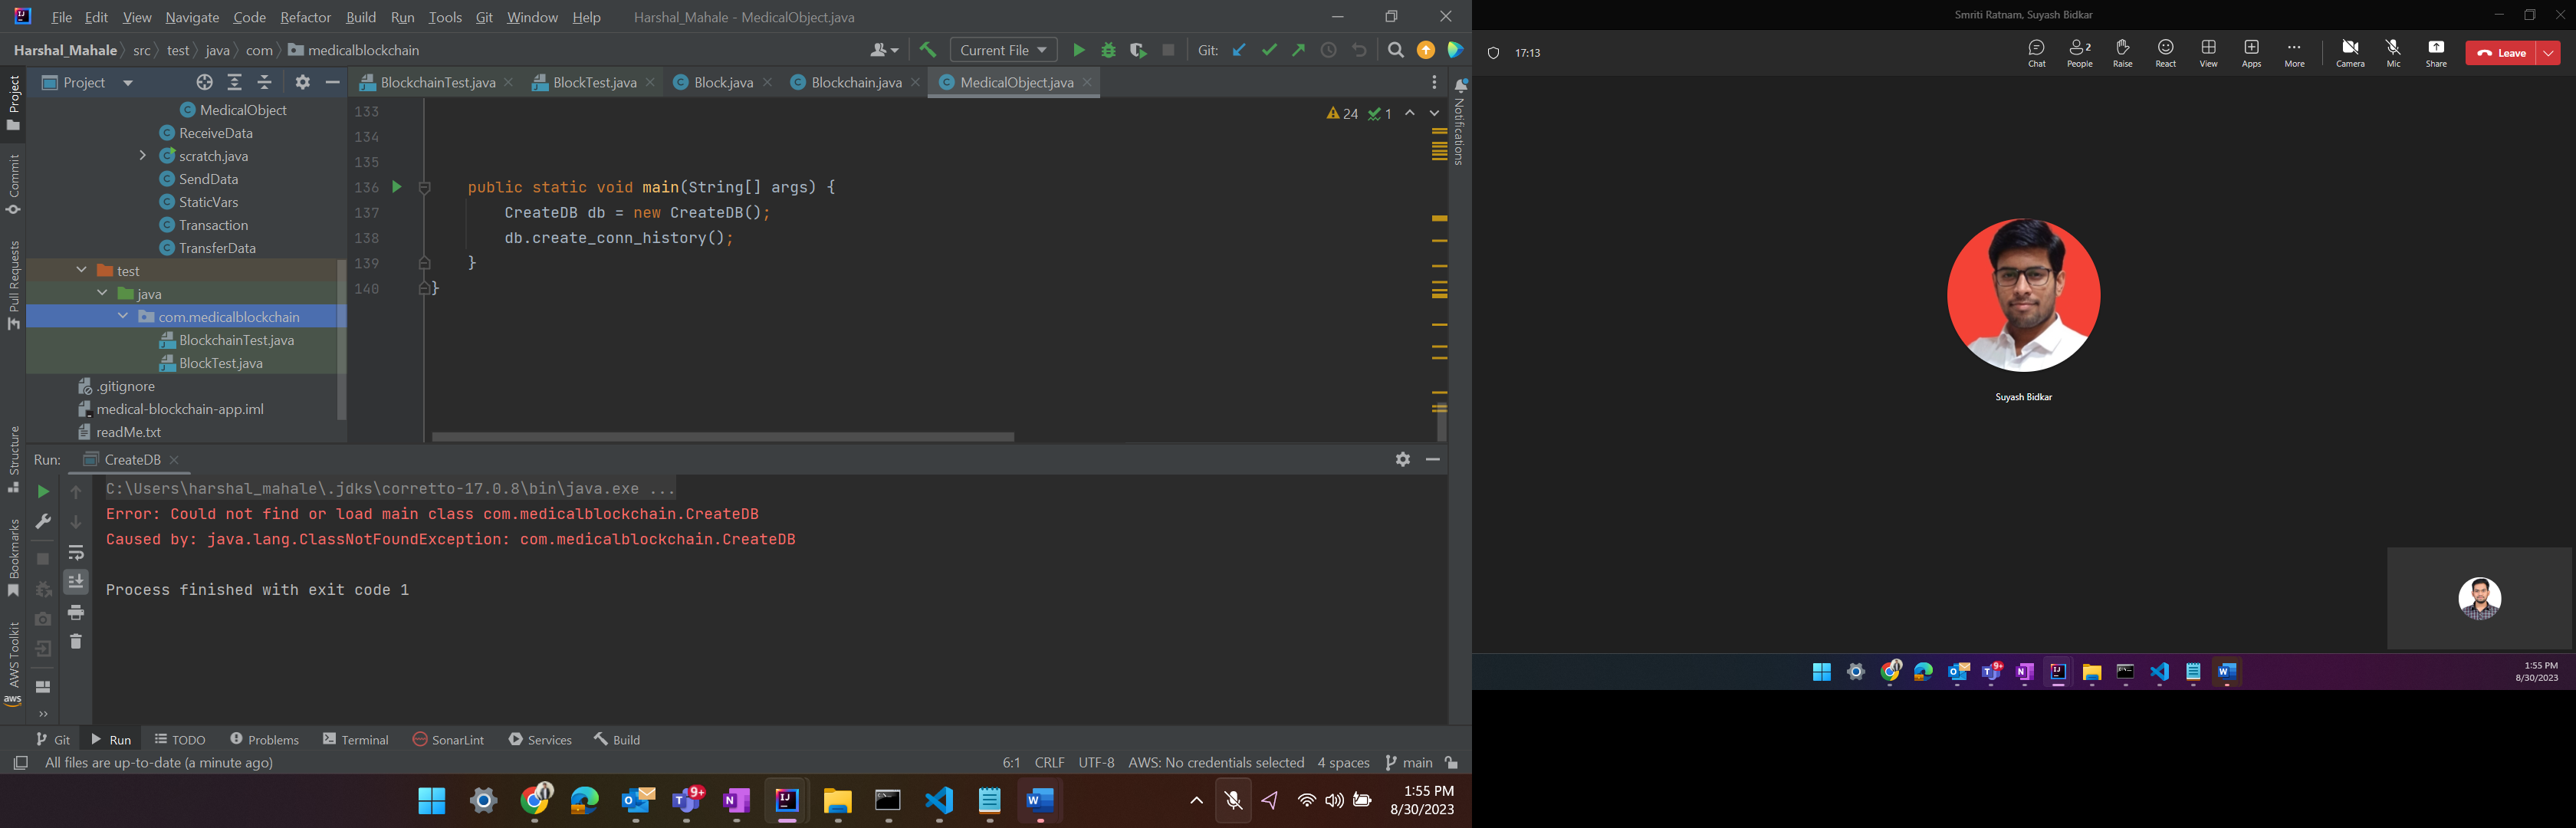 File Edit View Navigate Code Refactor Build Run Tools Git Window Help Harshal_Mahale - MedicalObject.java
Harshal_Mahale src test java com medicalblockchain Current File Git:
Project BlockchainTest.java BlockTest.java Block.java Blockchain.java MedicalObject.java
Project
Commit
Pull Requests
Structure
Bookmarks
AWS Toolkit
aws
Notifications
MedicalObject
ReceiveData
scratch.java
SendData
StaticVars
Transaction
TransferData
test
java
com.medicalblockchain
BlockchainTest.java
BlockTest.java
.gitignore
medical-blockchain-app.iml
readMe.txt
24 1
133
134
135
136 public static void main(String[] args) {
137 CreateDB db = new CreateDB();
138 db.create_conn_history();
139 }
140 }
Run: CreateDB
C:\Users\harshal_mahale\.jdks\corretto-17.0.8\bin\java.exe ...
Error: Could not find or load main class com.medicalblockchain.CreateDB
Caused by: java.lang.ClassNotFoundException: com.medicalblockchain.CreateDB
Process finished with exit code 1
Git Run TODO Problems Terminal SonarLint Services Build
All files are up-to-date (a minute ago) 6:1 CRLF UTF-8 AWS: No credentials selected 4 spaces main
9+
1:55 PM
8/30/2023
Smriti Ratnam, Suyash Bidkar
17:13
Chat People 2 Raise React View Apps More Camera Mic Share Leave
Suyash Bidkar
9+
1:55 PM
8/30/2023